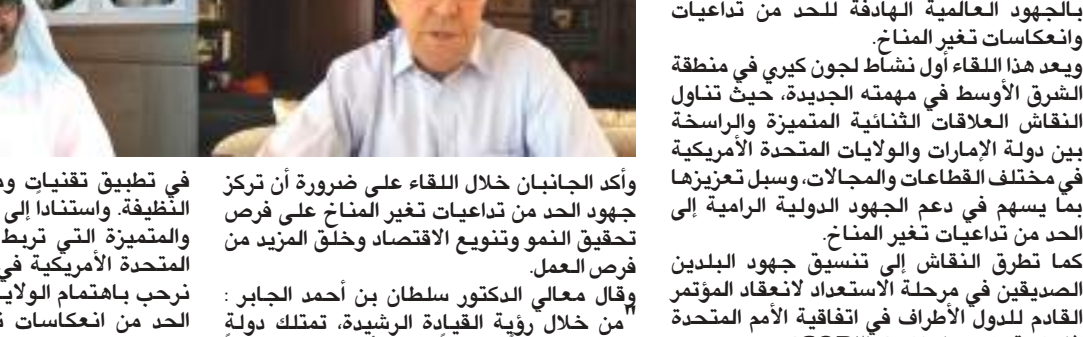 بالجهود العالمية الهادفة للحد من تداعيات
وانعكاسات تغير المناخ.
ويعد هذا اللقاء أول نشاط لجون كيري في منطقة
الشرق الأوسط في مهمته الجديدة، حيث تناول
النقاش العلاقات الثنائية المتميزة والراسخة
بين دولة الإمارات والولايات المتحدة الأمريكية
في مختلف القطاعات والمجالات، وسبل تعزيزها
بما يسهم في دعم الجهود الدولية الرامية إلى
الحد من تداعيات تغير المناخ.
كما تطرق النقاش إلى تنسيق جهود البلدين
الصديقين في مرحلة الاستعداد لانعقاد المؤتمر
القادم للدول الأطراف في اتفاقية الأمم المتحدة
وأكد الجانبان خلال اللقاء على ضرورة أن تركز
جهود الحد من تداعيات تغير المناخ على فرص
تحقيق النمو وتنويع الاقتصاد وخلق المزيد من
فرص العمل.
وقال معالي الدكتور سلطان بن أحمد الجابر :
"من خلال رؤية القيادة الرشيدة، تمتلك دولة
في تطبيق تقنيات
النظيفة. واستنادا إلى
والمتميزة التي تربط
المتحدة الأمريكية في
نرحب باهتمام
الحد من انعكاسات